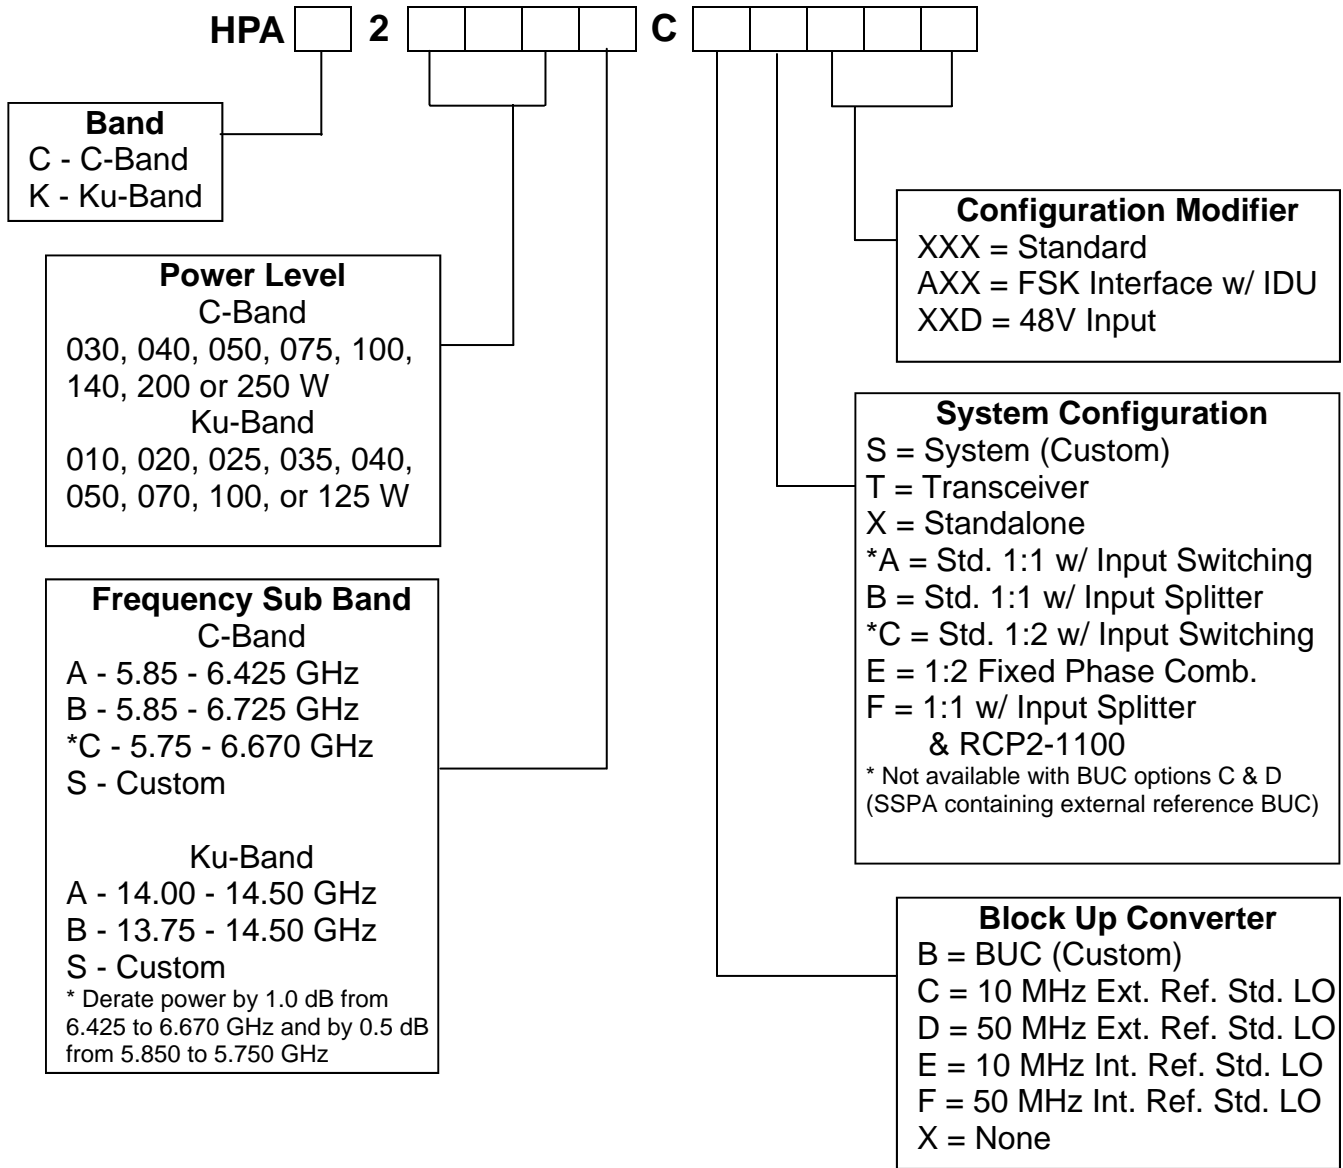 HPA 2 C
Band
C - C-Band
K - Ku-Band
Power Level
C-Band
030, 040, 050, 075, 100,
140, 200 or 250 W
Ku-Band
010, 020, 025, 035, 040,
050, 070, 100, or 125 W
Frequency Sub Band
C-Band
A - 5.85 - 6.425 GHz
B - 5.85 - 6.725 GHz
*C - 5.75 - 6.670 GHz
S - Custom
Ku-Band
A - 14.00 - 14.50 GHz
B - 13.75 - 14.50 GHz
S - Custom
* Derate power by 1.0 dB from
6.425 to 6.670 GHz and by 0.5 dB
from 5.850 to 5.750 GHz
Configuration Modifier
XXX = Standard
AXX = FSK Interface w/ IDU
XXD = 48V Input
System Configuration
S = System (Custom)
T = Transceiver
X = Standalone
*A = Std. 1:1 w/ Input Switching
B = Std. 1:1 w/ Input Splitter
*C = Std. 1:2 w/ Input Switching
E = 1:2 Fixed Phase Comb.
F = 1:1 w/ Input Splitter
& RCP2-1100
* Not available with BUC options C & D
(SSPA containing external reference BUC)
Block Up Converter
B = BUC (Custom)
C = 10 MHz Ext. Ref. Std. LO
D = 50 MHz Ext. Ref. Std. LO
E = 10 MHz Int. Ref. Std. LO
F = 50 MHz Int. Ref. Std. LO
X = None